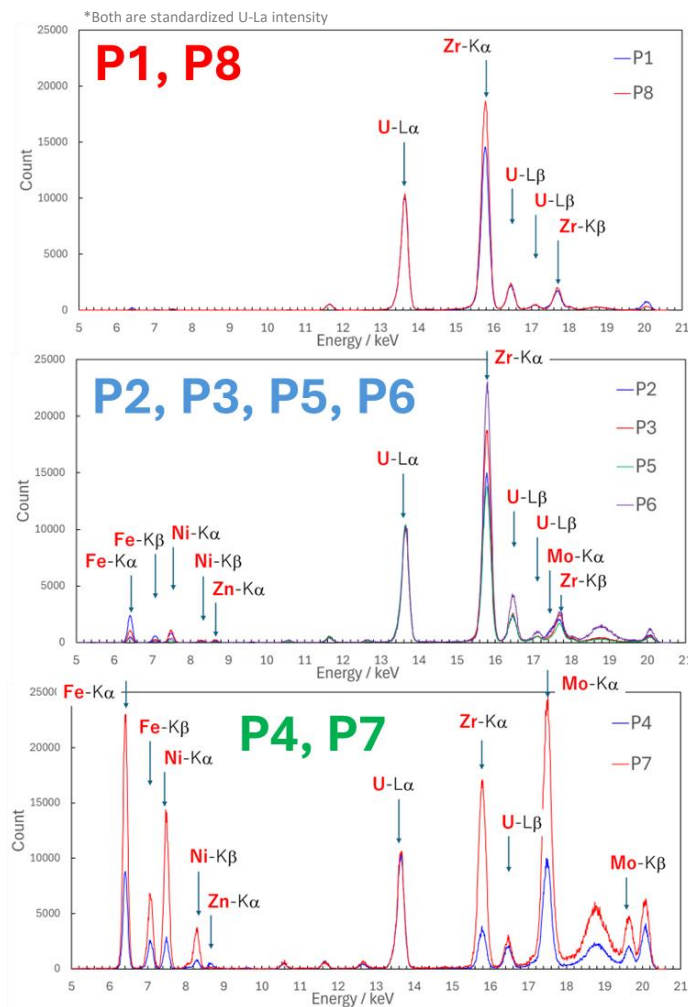 *Both are standardized U-La intensity
P1, P8
Count
25000
20000
15000
10000
5000
0
U-Lα
Zr-Kα
U-Lβ
U-Lβ
Zr-Kβ
P1
P8
5 6 7 8 9 10 11 12 13 14 15 16 17 18 19 20 21
Energy / keV
P2, P3, P5, P6
Count
25000
20000
15000
10000
5000
0
Fe-Kα
Fe-Kβ
Ni-Kα
Ni-Kβ
Zn-Kα
U-Lα
Zr-Kα
U-Lβ
U-Lβ
Mo-Kα
Zr-Kβ
P2
P3
P5
P6
5 6 7 8 9 10 11 12 13 14 15 16 17 18 19 20 21
Energy / keV
P4, P7
Count
25000
20000
15000
10000
5000
0
Fe-Kα
Fe-Kβ
Ni-Kα
Ni-Kβ
Zn-Kα
U-Lα
Zr-Kα
U-Lβ
Mo-Kα
Mo-Kβ
P4
P7
5 6 7 8 9 10 11 12 13 14 15 16 17 18 19 20 21
Energy / keV